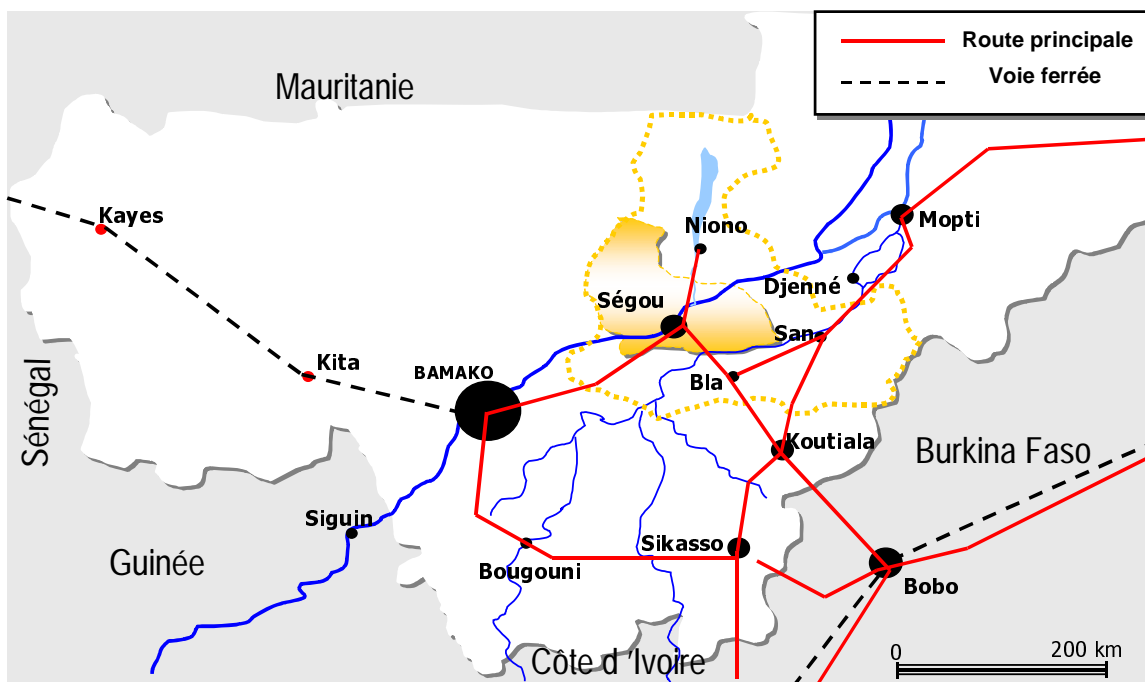 Route principale
Voie ferrée
Mauritanie
Kayes
Niono
Mopti
Djenné
Ségou
San
Kita
BAMAKO
Bla
Sénégal
Koutiala
Burkina Faso
Siguin
Guinée
Sikasso
Bougouni
Bobo
Côte d 'Ivoire
0 200 km